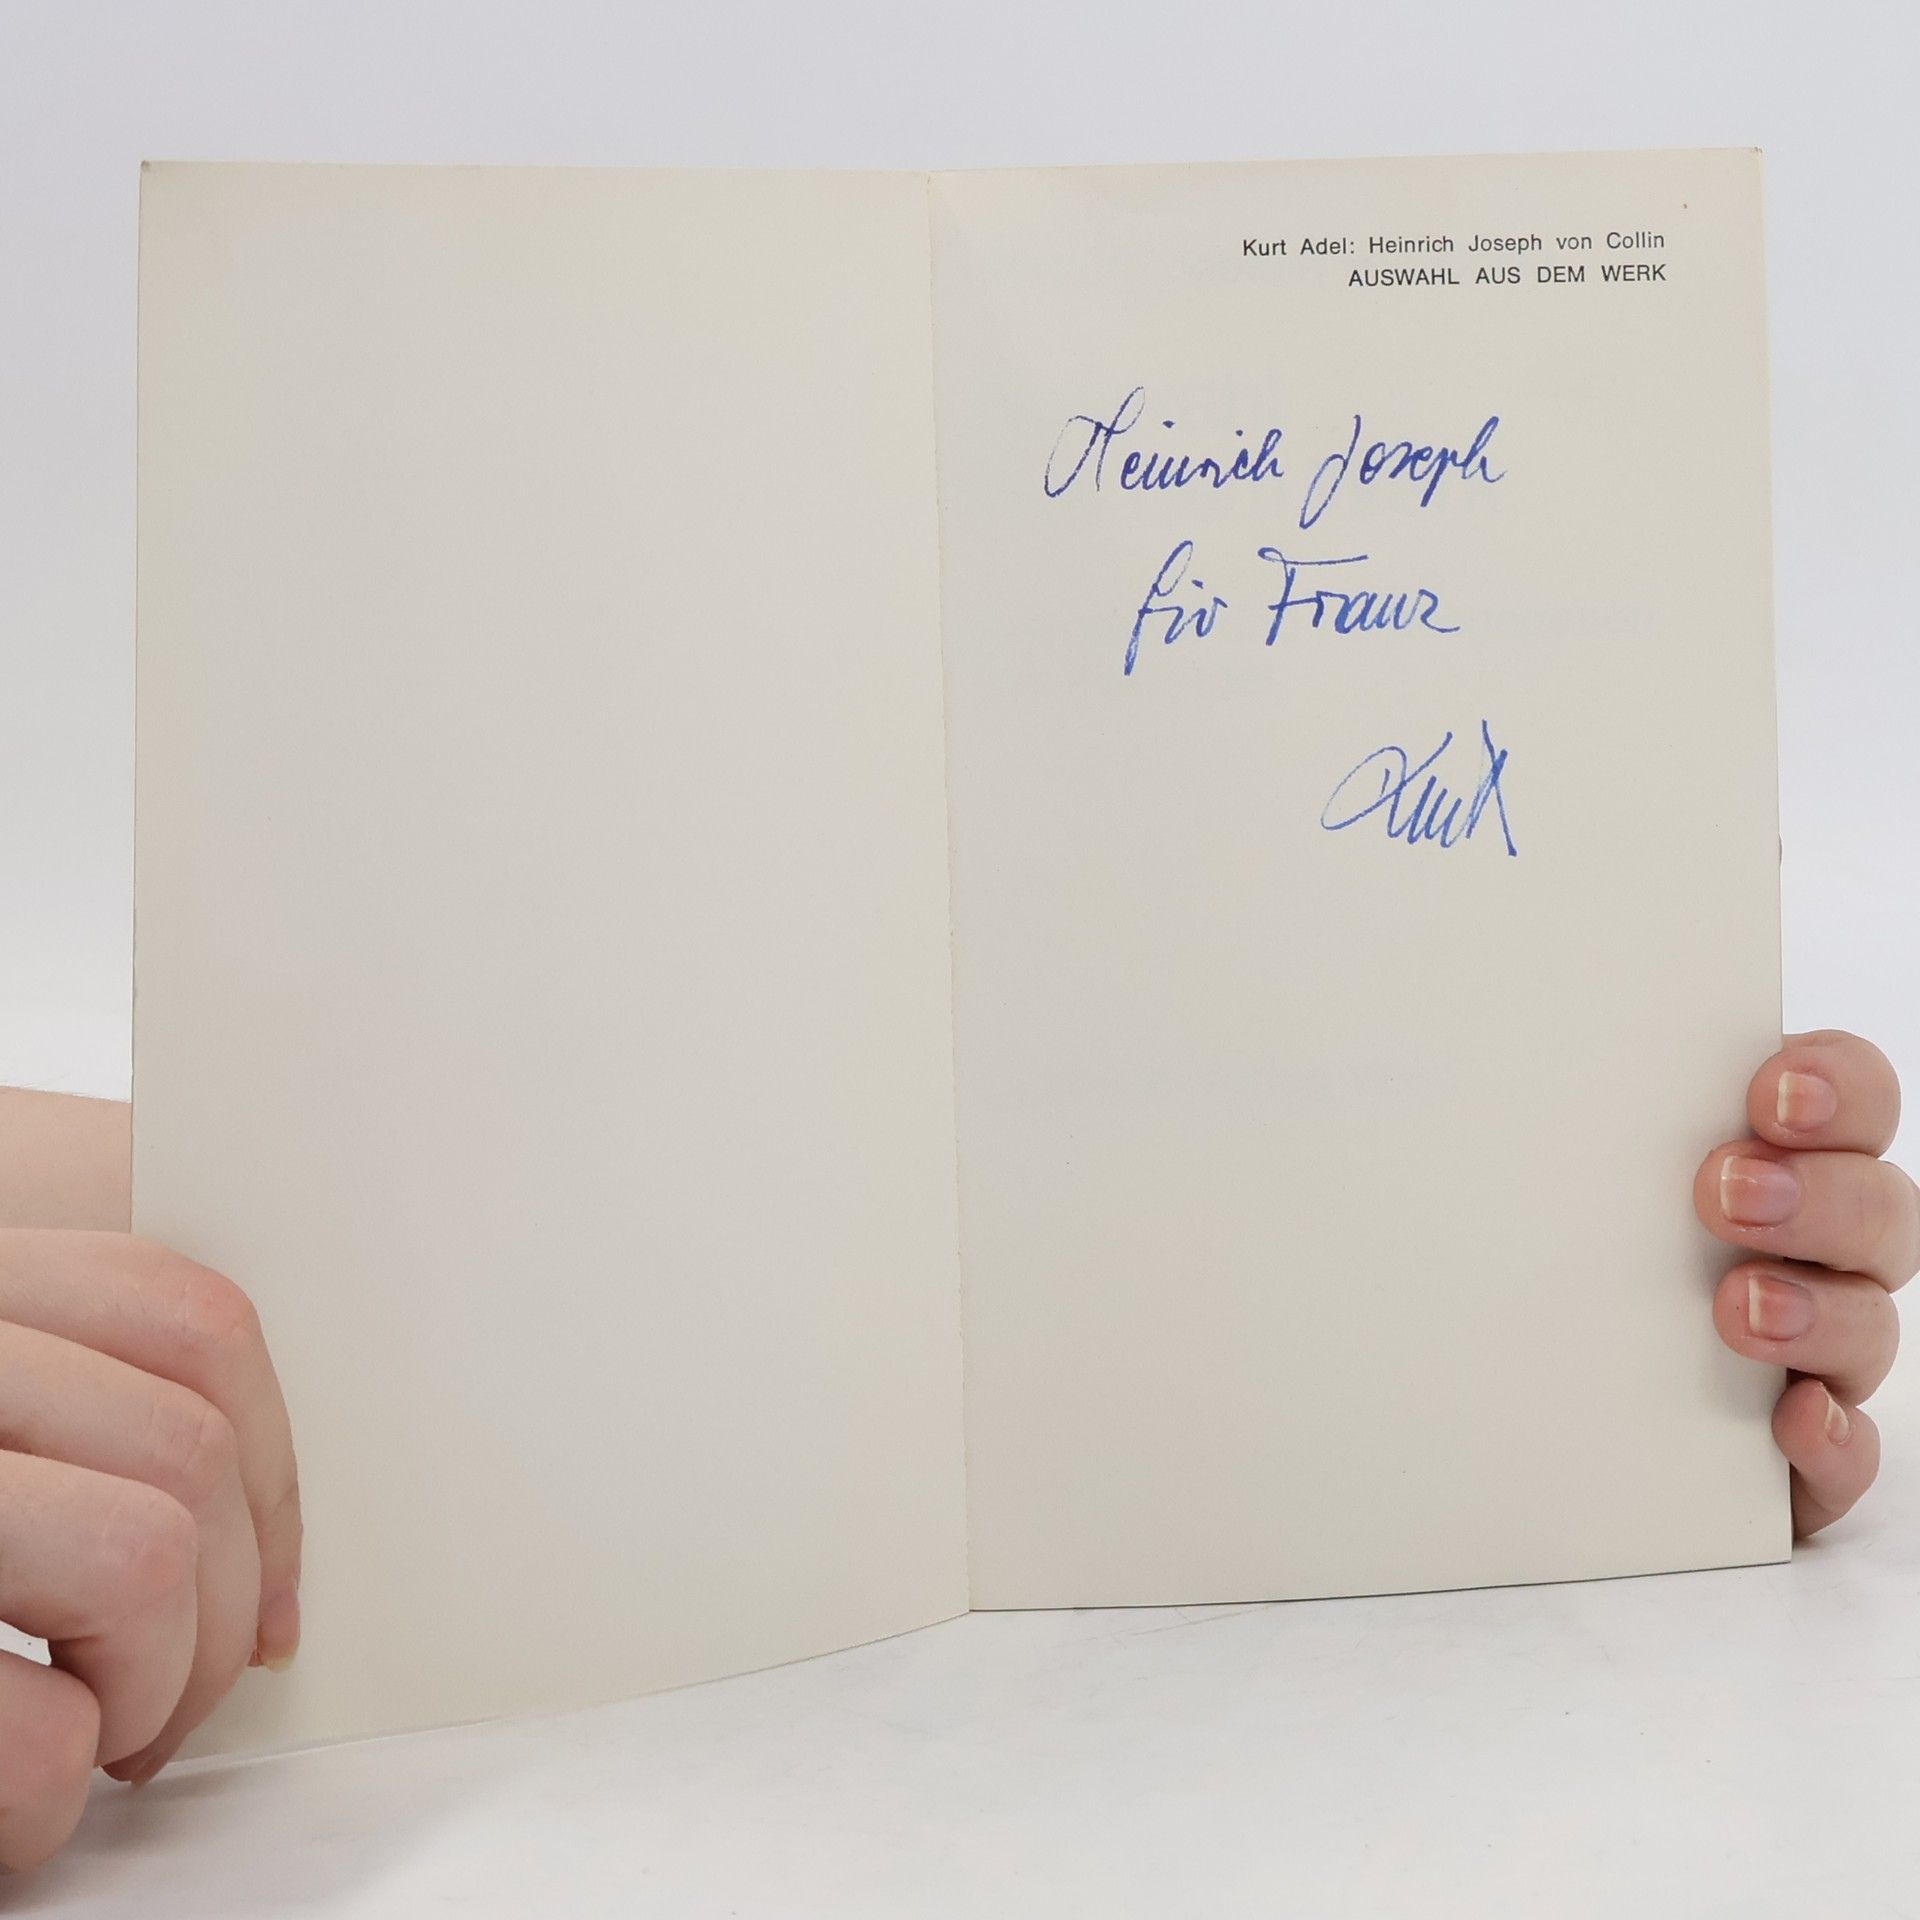 Kurt Adel: Heinrich Joseph von Collin
AUSWAHL AUS DEM WERK
Heinrich Joseph
für Franz
Kurt